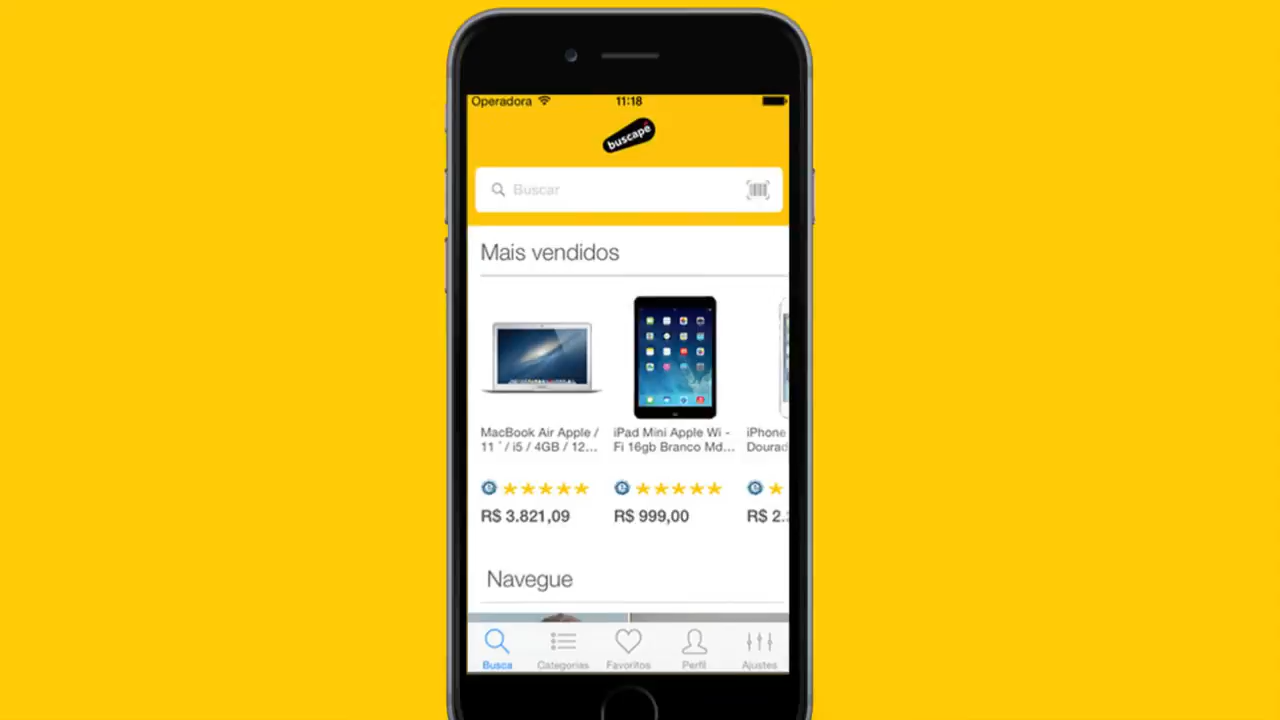 Operadora
11:18
buscapé
Buscar
Mais vendidos
MacBook Air Apple /
11 ´ / i5 / 4GB / 12...
iPad Mini Apple Wi -
Fi 16gb Branco Md...
iPhone
Dourad
e
e
e
R$ 3.821,09
R$ 999,00
R$ 2.
Navegue
Busca
Categorias
Favoritos
Perfil
Ajustes